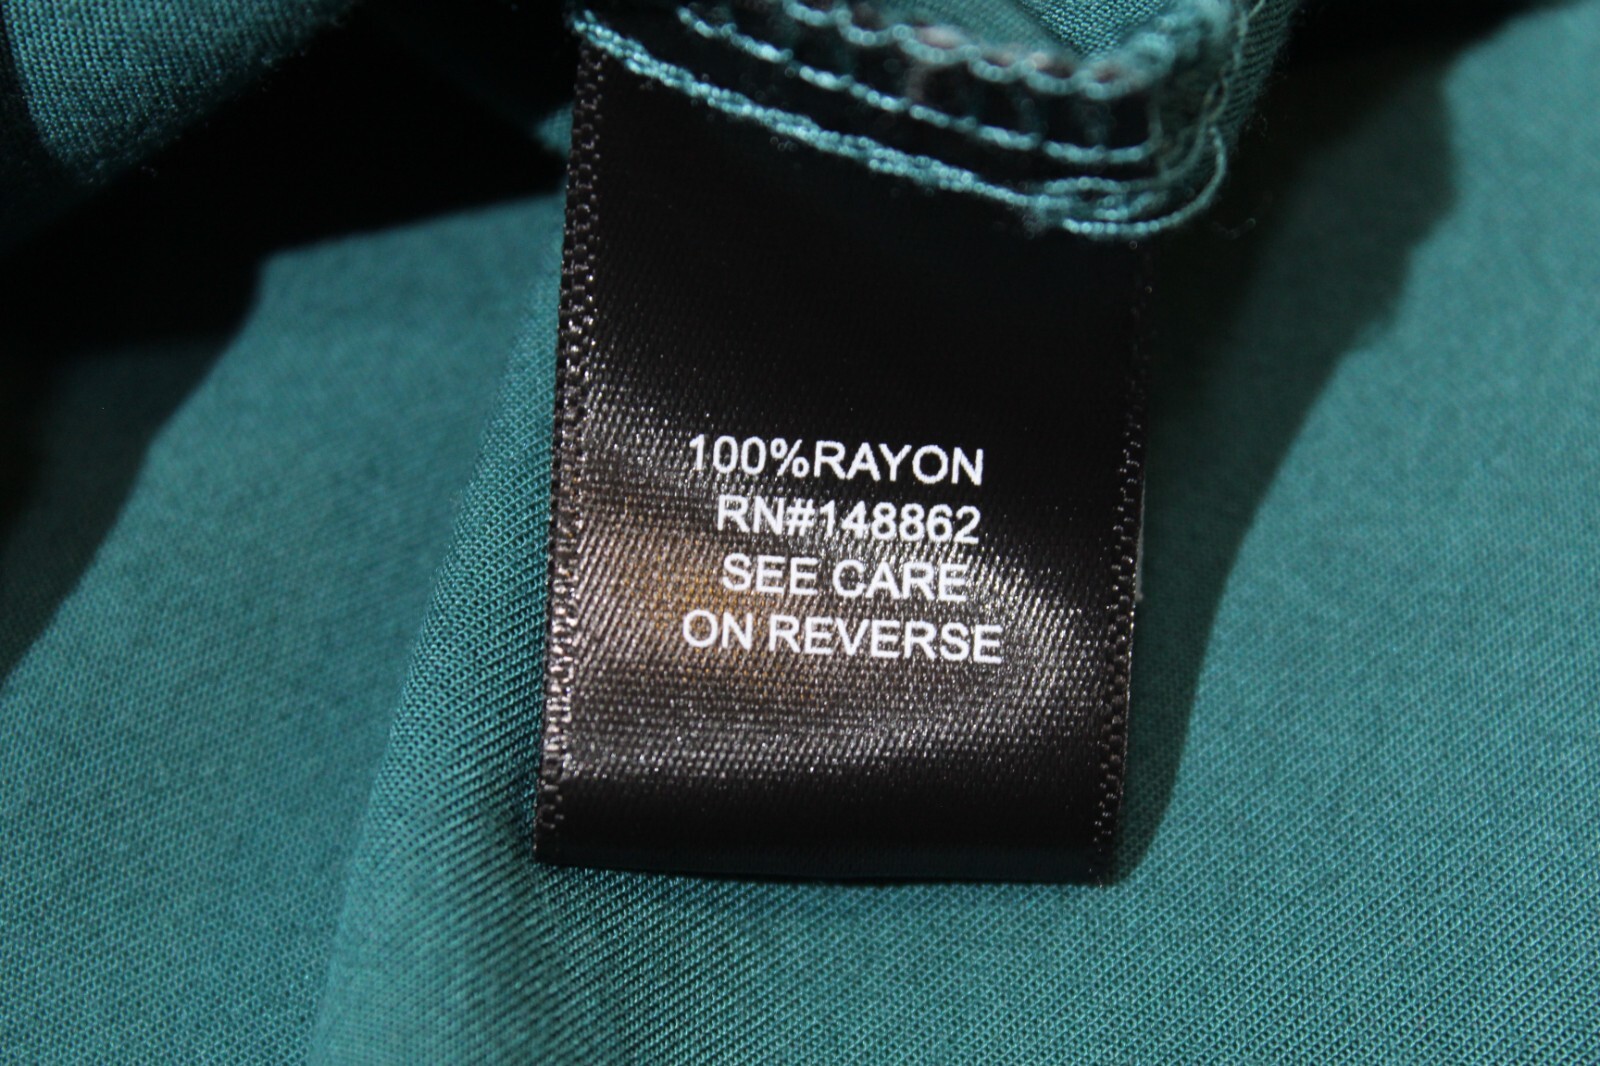 100%RAYON
RN#148862
SEE CARE
ON REVERSE